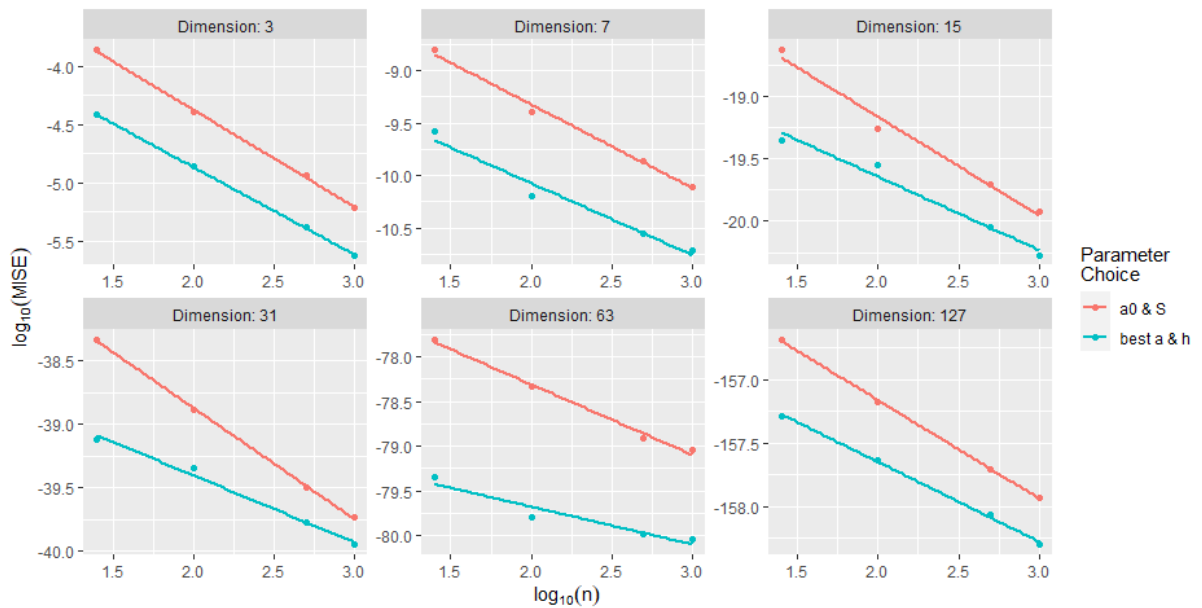 Dimension: 3
Dimension: 7
Dimension: 15
-4.0
-4.5
-5.0
-5.5
-9.0
-9.5
-10.0
-10.5
-19.0
-19.5
-20.0
1.5 2.0 2.5 3.0
1.5 2.0 2.5 3.0
1.5 2.0 2.5 3.0
Dimension: 31
Dimension: 63
Dimension: 127
-38.5
-39.0
-39.5
-40.0
-78.0
-78.5
-79.0
-79.5
-80.0
-157.0
-157.5
-158.0
1.5 2.0 2.5 3.0
1.5 2.0 2.5 3.0
1.5 2.0 2.5 3.0
log₁₀(MISE)
log₁₀(n)
Parameter
Choice
a0 & S
best a & h